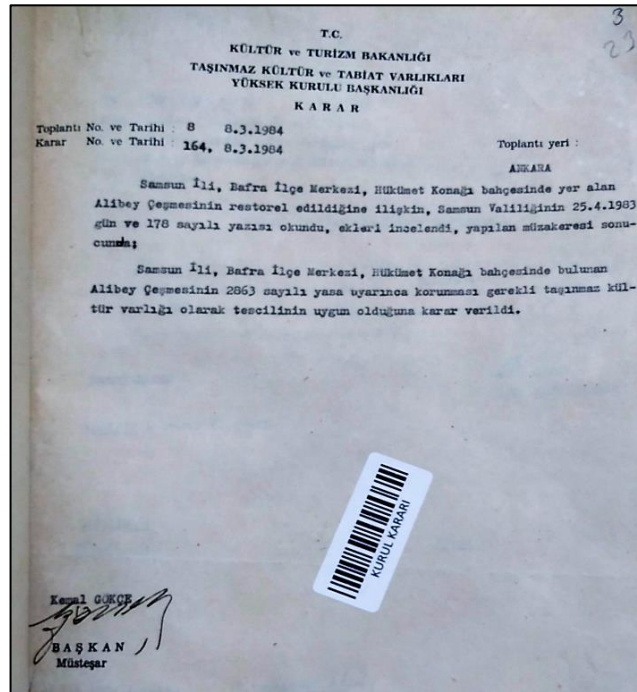 3
23
T.C.
KÜLTÜR ve TURİZM BAKANLIĞI
TAŞINMAZ KÜLTÜR ve TABİAT VARLIKLARI
YÜKSEK KURULU BAŞKANLIĞI
K A R A R
Toplantı No. ve Tarihi : 8 8.3.1984
Karar No. ve Tarihi : 164, 8.3.1984
Toplantı yeri :
ANKARA
Samsun İli, Bafra İlçe Merkezi, Hükümet Konağı bahçesinde yer alan
Alibey Çeşmesinin restorel edildiğine ilişkin, Samsun Valiliğinin 25.4.1983
gün ve 178 sayılı yazısı okundu, ekleri incelendi, yapılan müzakeresi sonu-
cunda;
Samsun İli, Bafra İlçe Merkezi, Hükümet Konağı bahçesinde bulunan
Alibey Çeşmesinin 2863 sayılı yasa uyarınca korunması gerekli taşınmaz kül-
tür varlığı olarak tescilinin uygun olduğuna karar verildi.
KURUL KARARI
Kemal GÖKÇE
BAŞKAN
Müsteşar